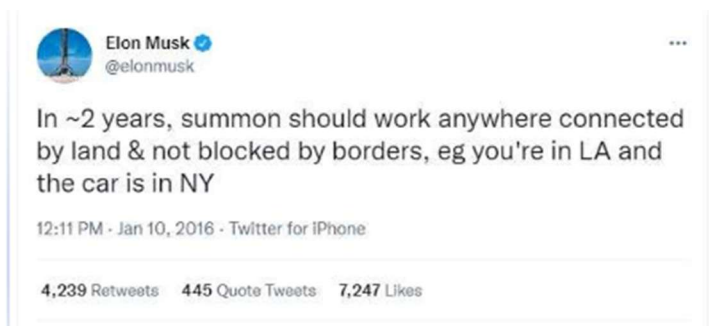 Elon Musk
@elonmusk
In ~2 years, summon should work anywhere connected
by land & not blocked by borders, eg you're in LA and
the car is in NY
12:11 PM · Jan 10, 2016 · Twitter for iPhone
4,239 Retweets 445 Quote Tweets 7,247 Likes